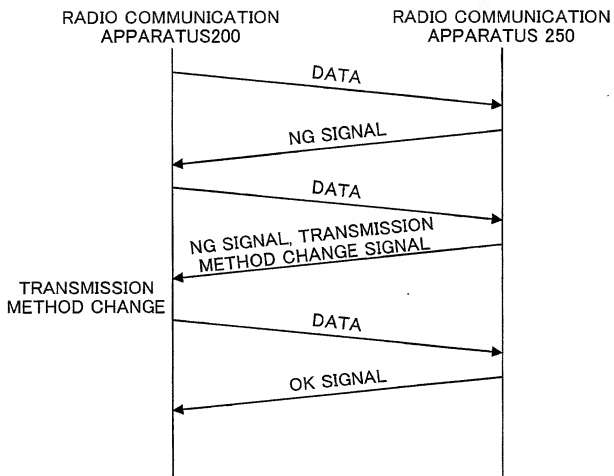 RADIO COMMUNICATION
APPARATUS200
RADIO COMMUNICATION
APPARATUS 250
DATA
NG SIGNAL
DATA
NG SIGNAL, TRANSMISSION
METHOD CHANGE SIGNAL
TRANSMISSION
METHOD CHANGE
DATA
OK SIGNAL